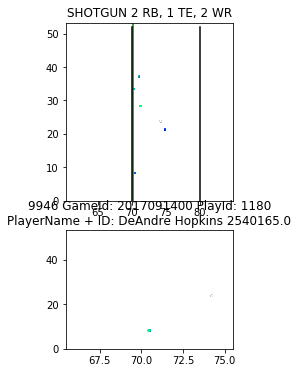 SHOTGUN 2 RB, 1 TE, 2 WR
50
40
30
20
10
0
65 70 75 80
9946 GameId: 2017091400 PlayId: 1180
PlayerName + ID: DeAndre Hopkins 2540165.0
40
20
0
67.5 70.0 72.5 75.0